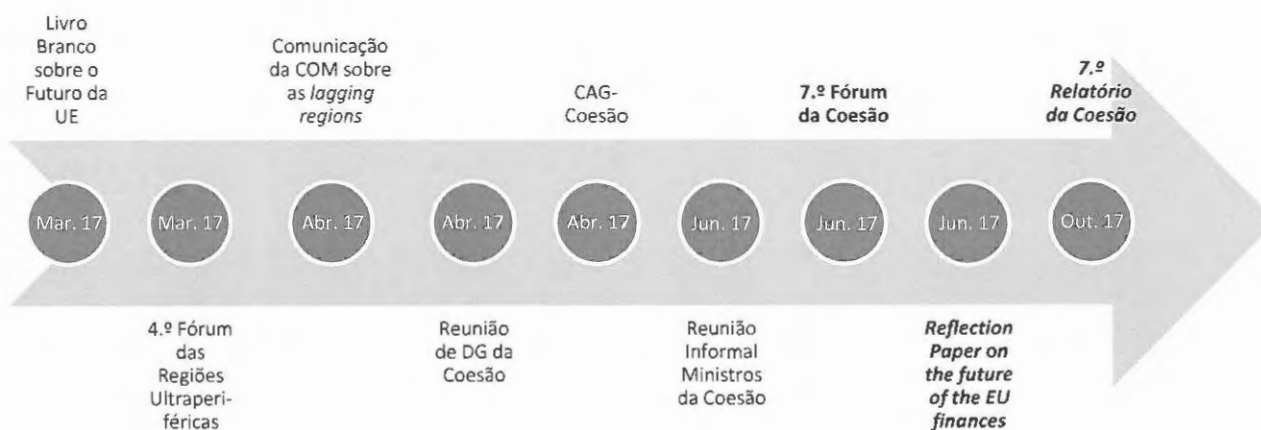 Livro
Branco
sobre o
Futuro da
UE
Comunicação
da COM sobre
as lagging
regions
CAG-
Coesão
7.º Fórum
da Coesão
7.º
Relatório
da Coesão
Mar. 17
Mar. 17
Abr. 17
Abr. 17
Abr. 17
Jun. 17
Jun. 17
Jun. 17
Out. 17
4.º Fórum
das
Regiões
Ultraperi-
féricas
Reunião
de DG da
Coesão
Reunião
Informal
Ministros
da Coesão
Reflection
Paper on
the future
of the EU
finances